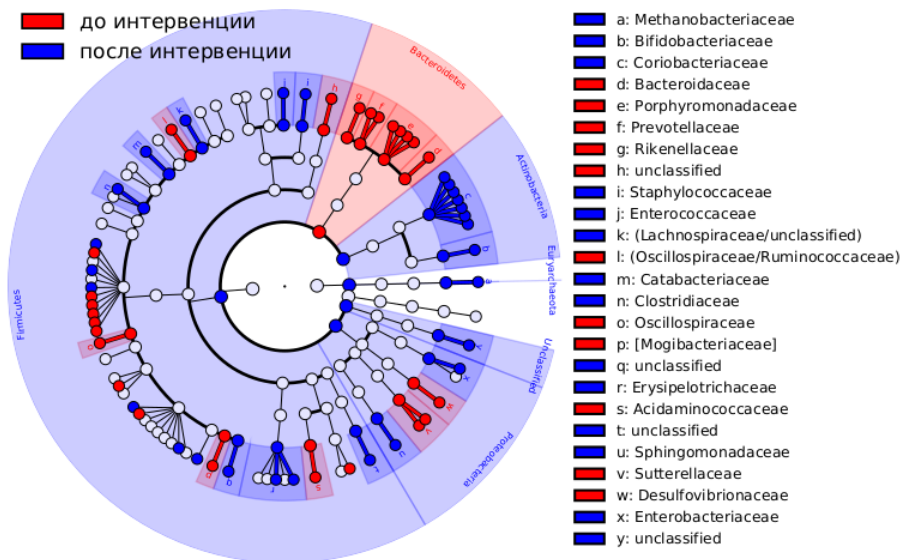 до интервенции
после интервенции
a: Methanobacteriaceae
b: Bifidobacteriaceae
c: Coriobacteriaceae
d: Bacteroidaceae
e: Porphyromonadaceae
f: Prevotellaceae
g: Rikenellaceae
h: unclassified
i: Staphylococcaceae
j: Enterococcaceae
k: (Lachnospiraceae/unclassified)
l: (Oscillospiraceae/Ruminococcaceae)
m: Catabacteriaceae
n: Clostridiaceae
o: Oscillospiraceae
p: [Mogibacteriaceae]
q: unclassified
r: Erysipelotrichaceae
s: Acidaminococcaceae
t: unclassified
u: Sphingomonadaceae
v: Sutterellaceae
w: Desulfovibrionaceae
x: Enterobacteriaceae
y: unclassified
Bacteroidetes
Actinobacteria
Euryarchaeota
Unclassified
Proteobacteria
Firmicutes
a
b
c
d
e
f
g
h
i
j
k
l
m
n
o
p
q
r
s
t
u
v
w
x
y